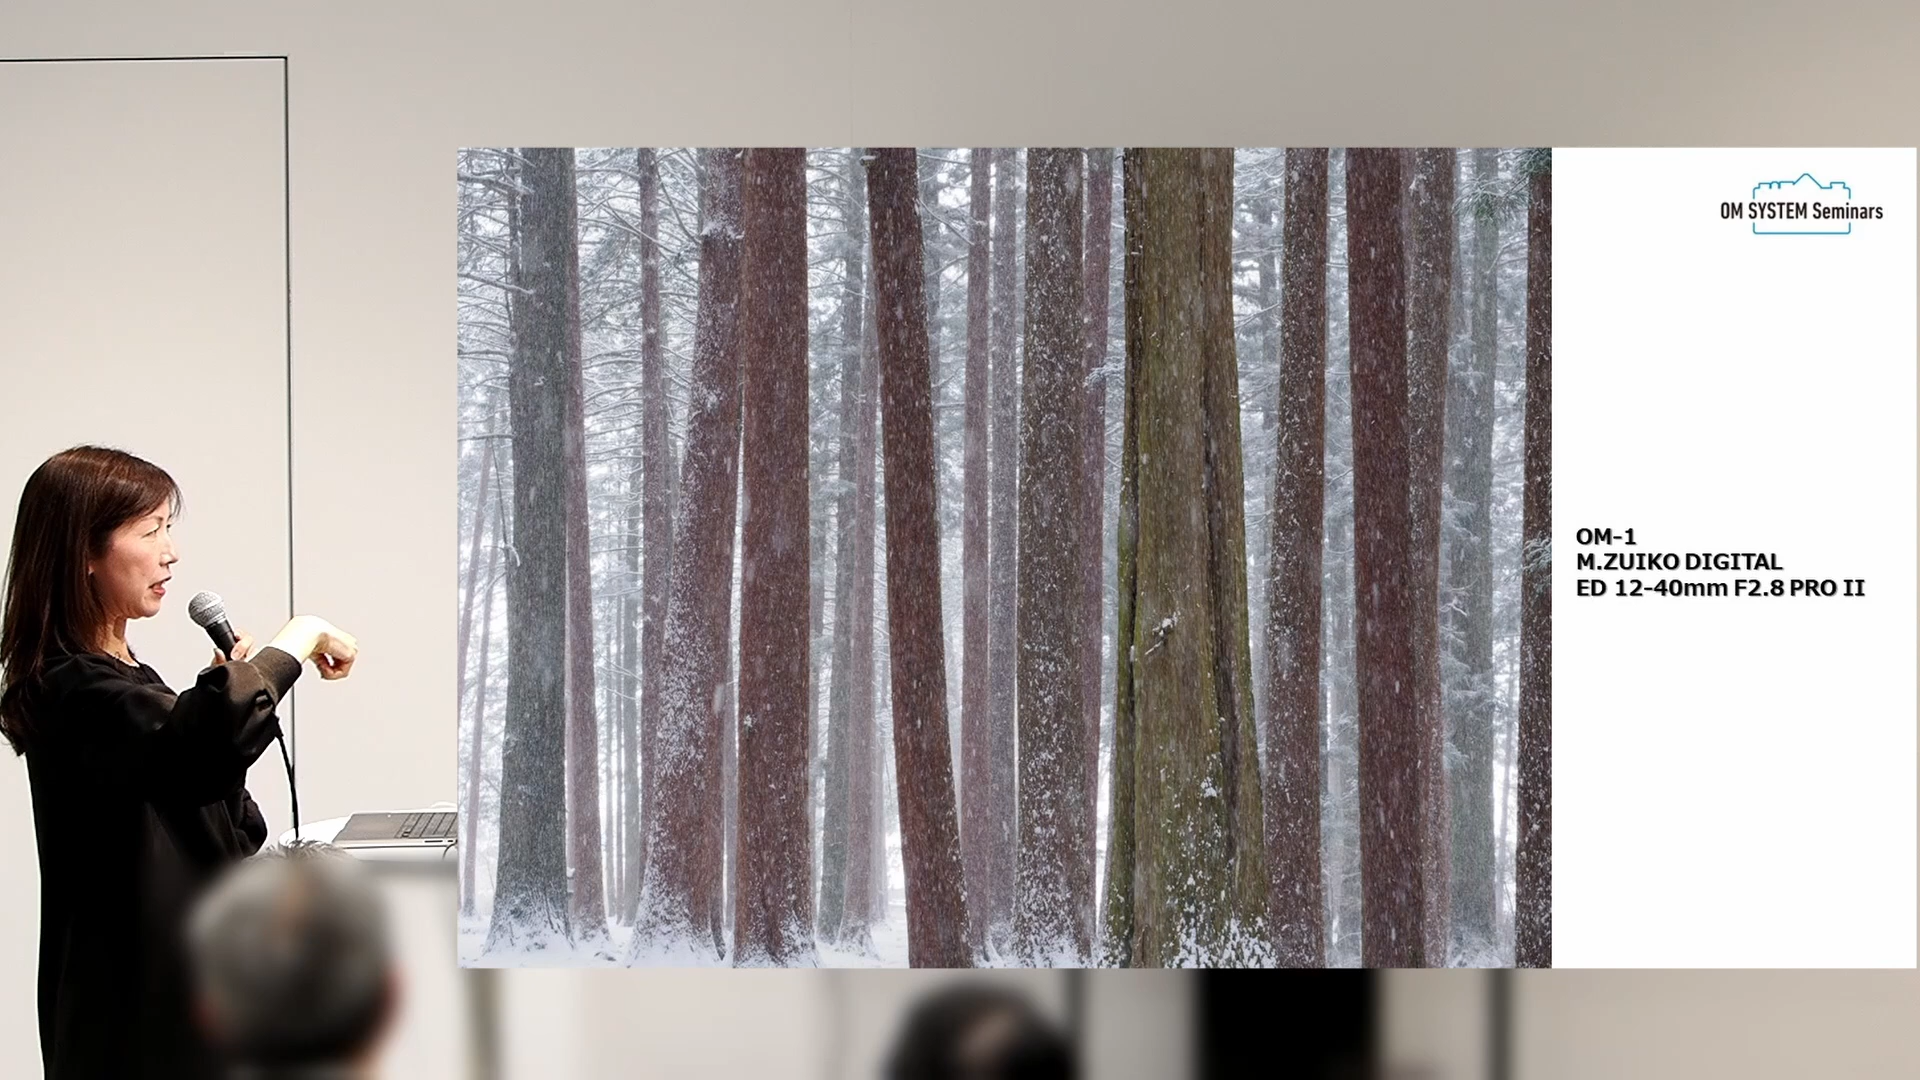 OM SYSTEM Seminars
OM-1
M.ZUIKO DIGITAL
ED 12-40mm F2.8 PRO II